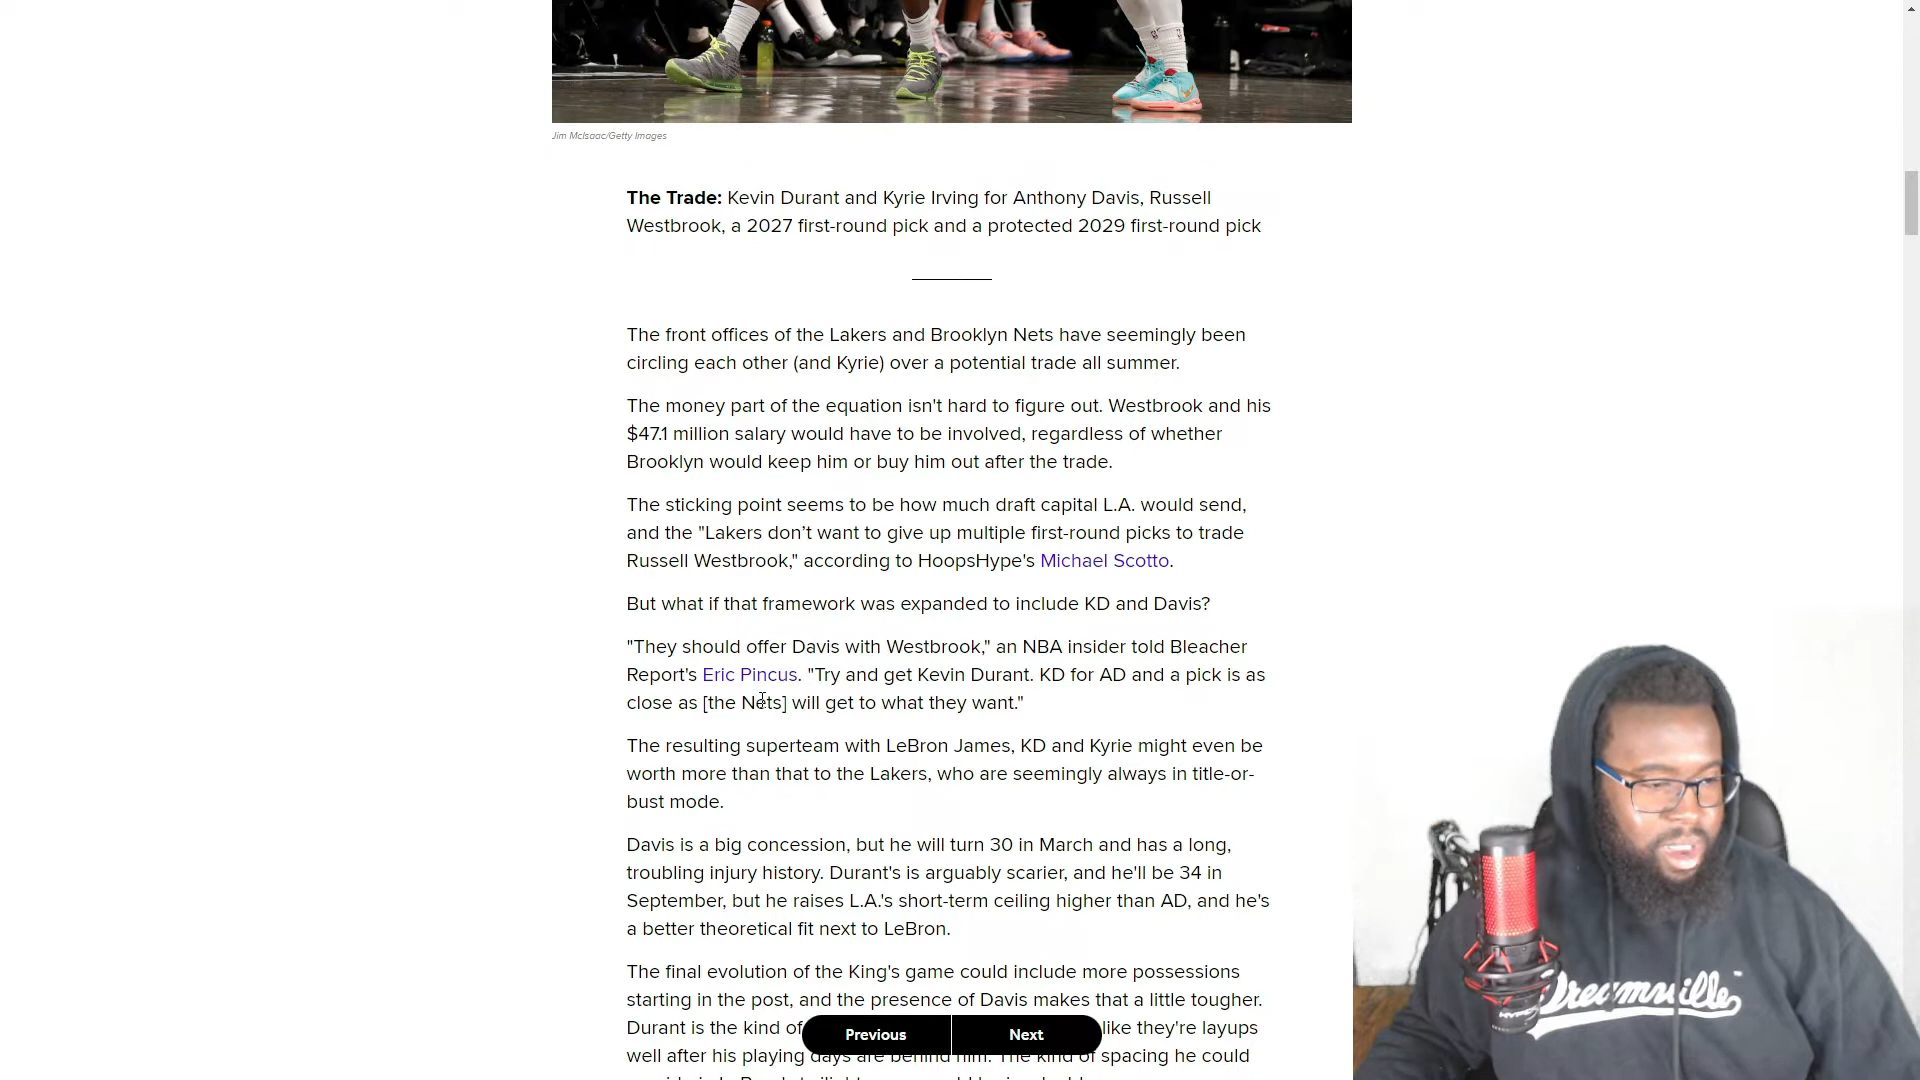 Jim McIsaac/Getty Images
The Trade: Kevin Durant and Kyrie Irving for Anthony Davis, Russell
Westbrook, a 2027 first-round pick and a protected 2029 first-round pick
The front offices of the Lakers and Brooklyn Nets have seemingly been
circling each other (and Kyrie) over a potential trade all summer.
The money part of the equation isn't hard to figure out. Westbrook and his
$47.1 million salary would have to be involved, regardless of whether
Brooklyn would keep him or buy him out after the trade.
The sticking point seems to be how much draft capital L.A. would send,
and the "Lakers don’t want to give up multiple first-round picks to trade
Russell Westbrook," according to HoopsHype's Michael Scotto.
But what if that framework was expanded to include KD and Davis?
"They should offer Davis with Westbrook," an NBA insider told Bleacher
Report's Eric Pincus. "Try and get Kevin Durant. KD for AD and a pick is as
close as [the Nets] will get to what they want."
The resulting superteam with LeBron James, KD and Kyrie might even be
worth more than that to the Lakers, who are seemingly always in title-or-
bust mode.
Davis is a big concession, but he will turn 30 in March and has a long,
troubling injury history. Durant's is arguably scarier, and he'll be 34 in
September, but he raises L.A.'s short-term ceiling higher than AD, and he's
a better theoretical fit next to LeBron.
The final evolution of the King's game could include more possessions
starting in the post, and the presence of Davis makes that a little tougher.
Durant is the kind of like they're layups
well after his playing days are behind him. The kind of spacing he could
Previous
Next
Dreamville
HYPERX